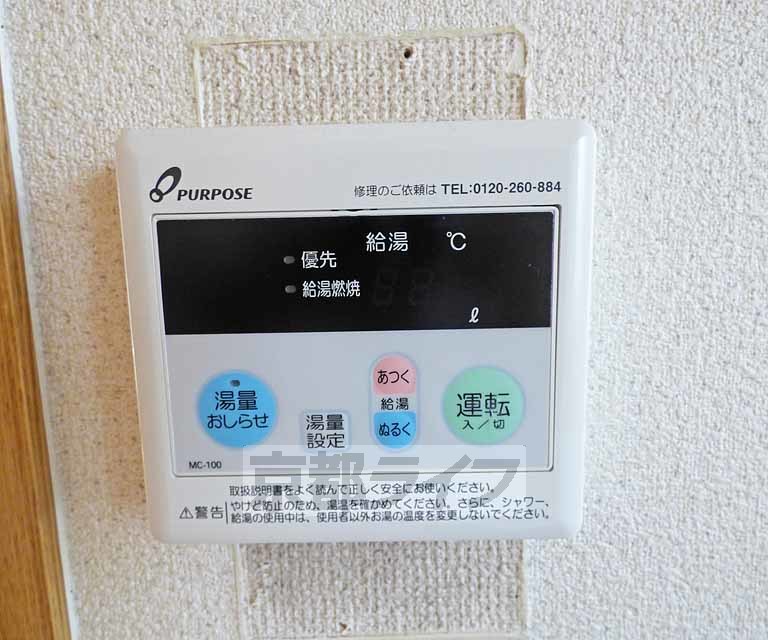 PURPOSE
修理のご依頼は TEL:0120-260-884
給湯 ℃
優先
給湯燃焼
ℓ
湯量
おしらせ
湯量
設定
あつく
給湯
ぬるく
運転
入/切
MC-100
京都ライフ
取扱説明書をよく読んで正しく安全にお使いください。
⚠警告
やけど防止のため、湯温を確かめてください。さらに、シャワー、
給湯の使用中は、使用者以外お湯の温度を変更しないでください。